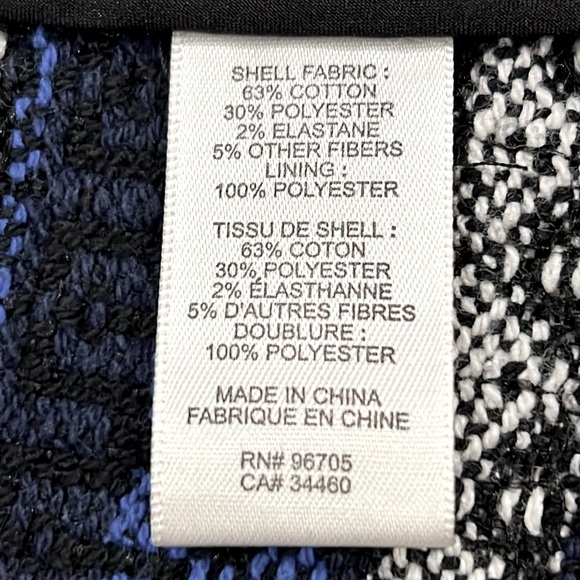 SHELL FABRIC :
63% COTTON
30% POLYESTER
2% ELASTANE
5% OTHER FIBERS
LINING :
100% POLYESTER
TISSU DE SHELL :
63% COTON
30% POLYESTER
2% ÉLASTHANNE
5% D'AUTRES FIBRES
DOUBLURE :
100% POLYESTER
MADE IN CHINA
FABRIQUE EN CHINE
RN# 96705
CA# 34460